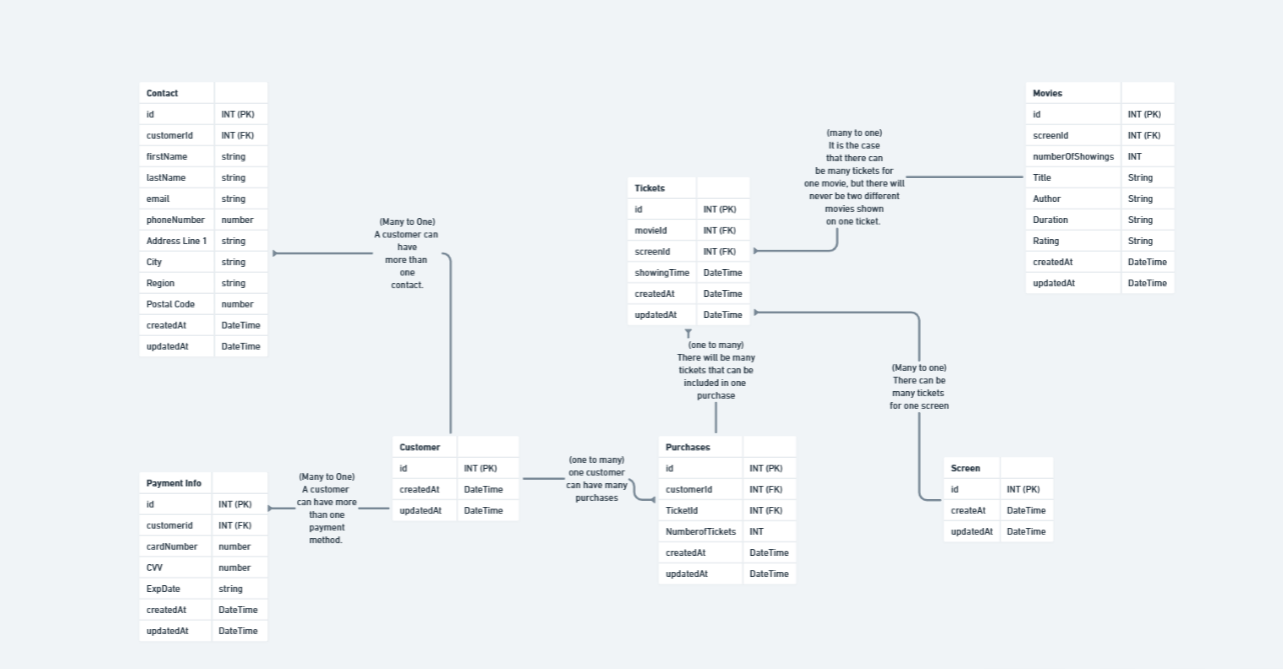 Contact
id INT (PK)
customerId INT (FK)
firstName string
lastName string
email string
phoneNumber number
Address Line 1 string
City string
Region string
Postal Code number
createdAt DateTime
updatedAt DateTime
(Many to One)
A customer can
have
more than
one
contact.
Payment Info
id INT (PK)
customerid INT (FK)
cardNumber number
CVV number
ExpDate string
createdAt DateTime
updatedAt DateTime
(Many to One)
A customer
can have more
than one
payment
method.
Customer
id INT (PK)
createdAt DateTime
updatedAt DateTime
(one to many)
one customer
can have many
purchases
Tickets
id INT (PK)
movieId INT (FK)
screenId INT (FK)
showingTime DateTime
createdAt DateTime
updatedAt DateTime
(one to many)
There will be many
tickets that can be
included in one
purchase
Purchases
id INT (PK)
customerId INT (FK)
TicketId INT (FK)
NumberofTickets INT
createdAt DateTime
updatedAt DateTime
(many to one)
It is the case
that there can
be many tickets for
one movie, but there will
never be two different
movies shown
on one ticket.
Movies
id INT (PK)
screenId INT (FK)
numberOfShowings INT
Title String
Author String
Duration String
Rating String
createdAt DateTime
updatedAt DateTime
(Many to one)
There can be
many tickets
for one screen
Screen
id INT (PK)
createAt DateTime
updatedAt DateTime